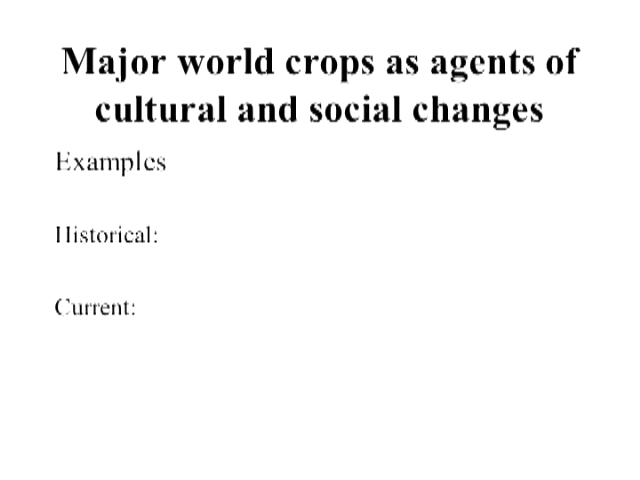 Major world crops as agents of
cultural and social changes
Examples
Historical:
Current: